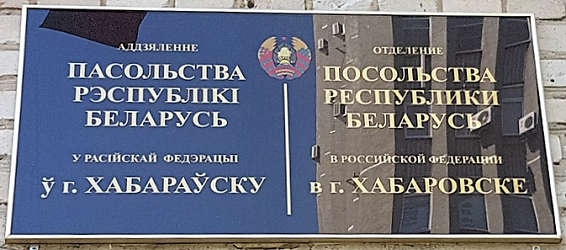 АДДЗЯЛЕННЕ
ПАСОЛЬСТВА
РЭСПУБЛІКІ
БЕЛАРУСЬ
У РАСІЙСКАЙ ФЕДЭРАЦЫІ
ў г. ХАБАРАЎСКУ
ОТДЕЛЕНИЕ
ПОСОЛЬСТВА
РЕСПУБЛИКИ
БЕЛАРУСЬ
В РОССИЙСКОЙ ФЕДЕРАЦИИ
в г. ХАБАРОВСКЕ